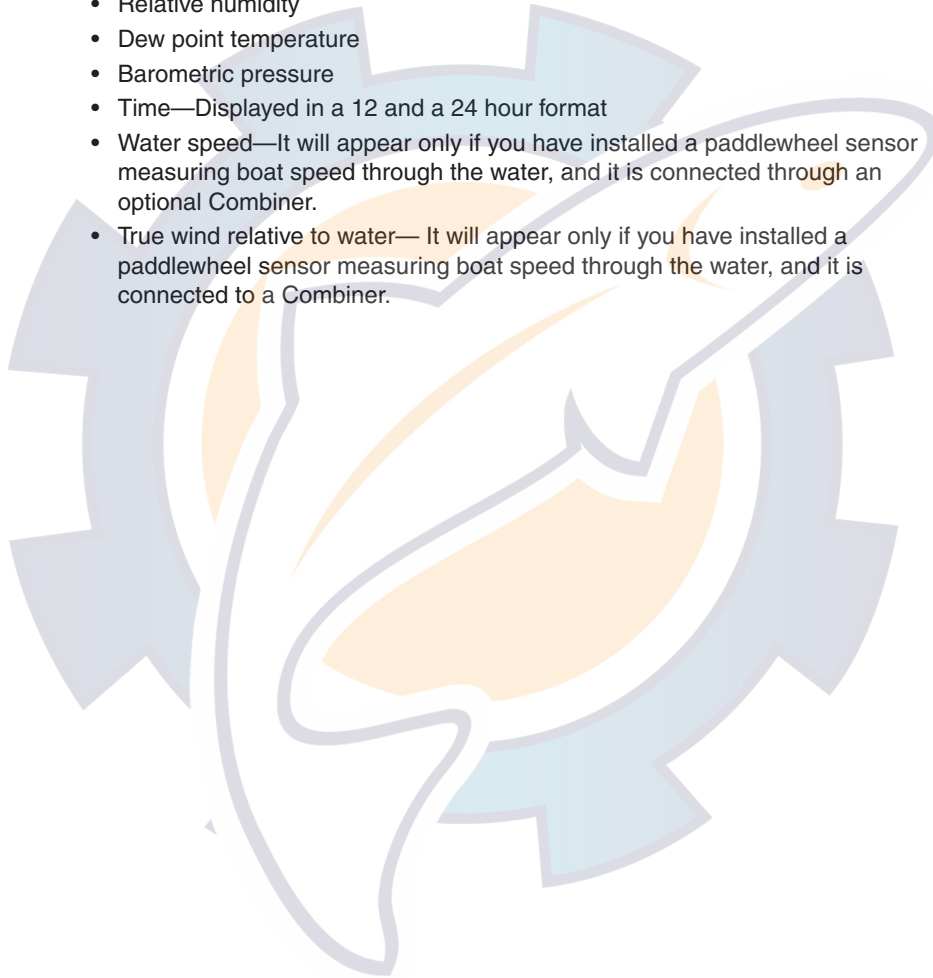 • Relative humidity
• Dew point temperature
• Barometric pressure
• Time—Displayed in a 12 and a 24 hour format
• Water speed—It will appear only if you have installed a paddlewheel sensor
measuring boat speed through the water, and it is connected through an
optional Combiner.
• True wind relative to water— It will appear only if you have installed a
paddlewheel sensor measuring boat speed through the water, and it is
connected to a Combiner.